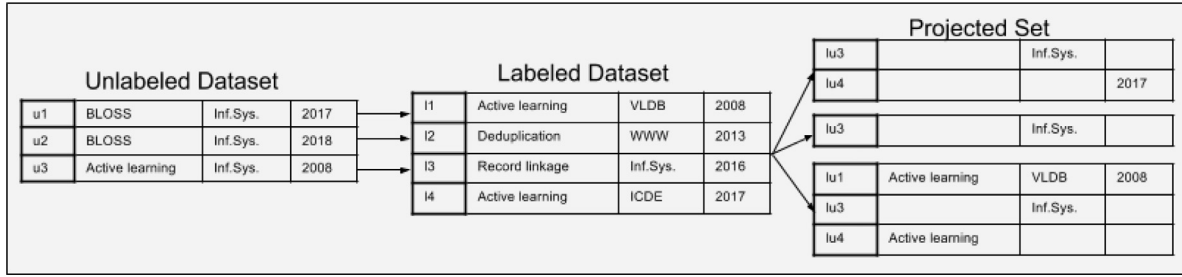 Unlabeled Dataset
u1 BLOSS Inf.Sys. 2017
u2 BLOSS Inf.Sys. 2018
u3 Active learning Inf.Sys. 2008
Labeled Dataset
l1 Active learning VLDB 2008
l2 Deduplication WWW 2013
l3 Record linkage Inf.Sys. 2016
l4 Active learning ICDE 2017
Projected Set
lu3 Inf.Sys.
lu4 2017
lu3 Inf.Sys.
lu1 Active learning VLDB 2008
lu3 Inf.Sys.
lu4 Active learning